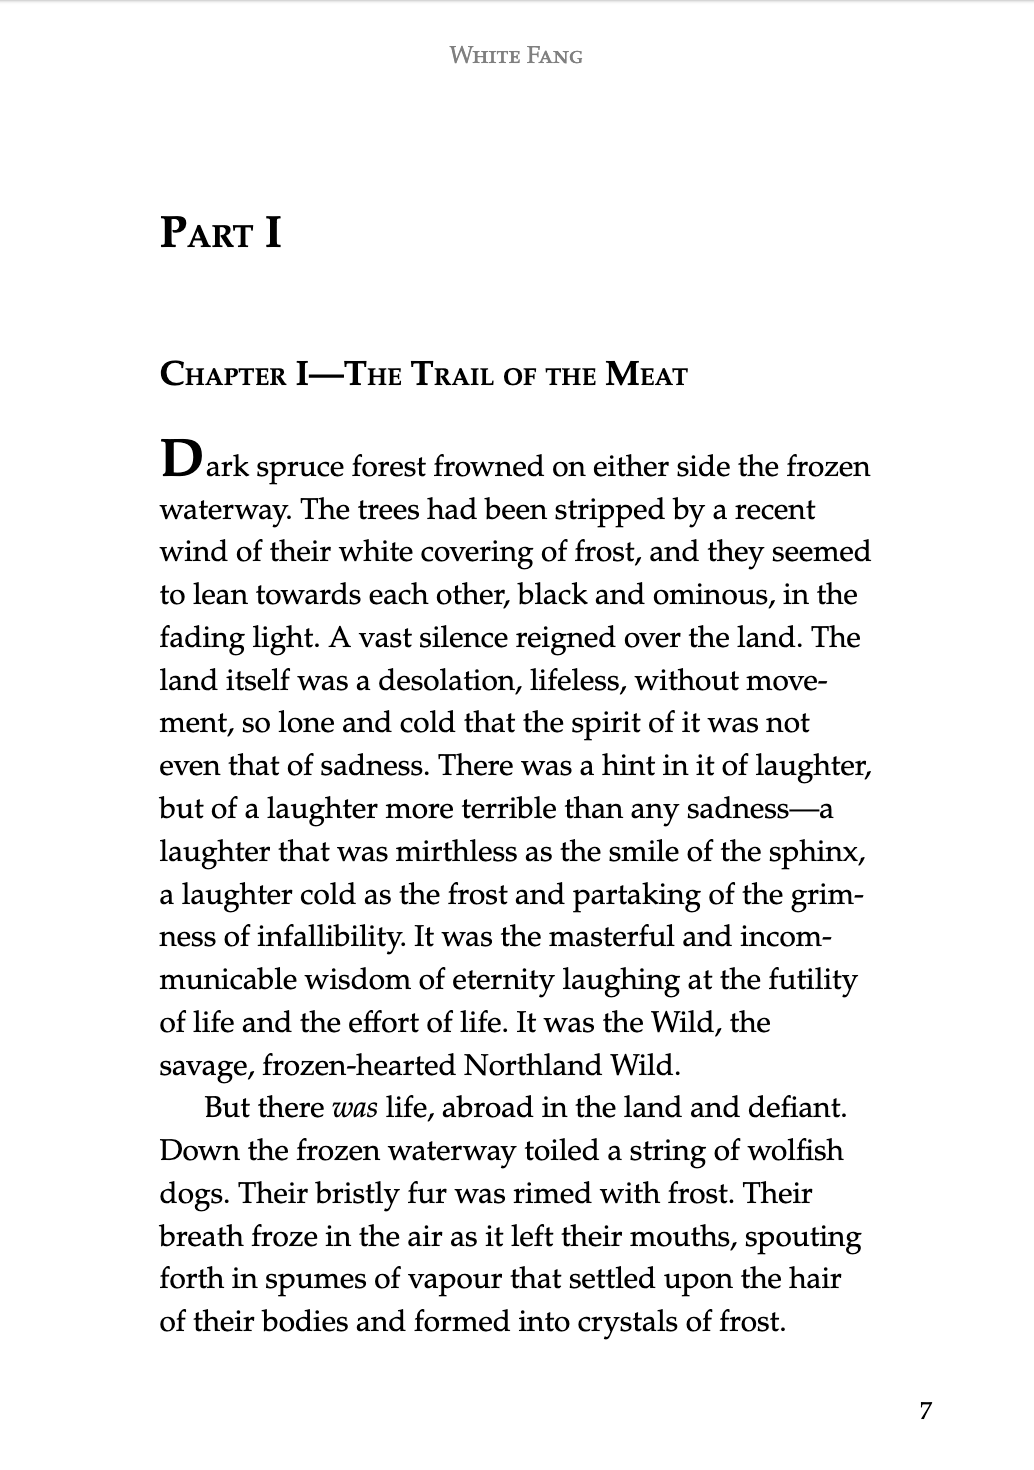 White Fang
Part I
Chapter I—The Trail of the Meat
Dark spruce forest frowned on either side the frozen
waterway. The trees had been stripped by a recent
wind of their white covering of frost, and they seemed
to lean towards each other, black and ominous, in the
fading light. A vast silence reigned over the land. The
land itself was a desolation, lifeless, without move-
ment, so lone and cold that the spirit of it was not
even that of sadness. There was a hint in it of laughter,
but of a laughter more terrible than any sadness—a
laughter that was mirthless as the smile of the sphinx,
a laughter cold as the frost and partaking of the grim-
ness of infallibility. It was the masterful and incom-
municable wisdom of eternity laughing at the futility
of life and the effort of life. It was the Wild, the
savage, frozen-hearted Northland Wild.
But there was life, abroad in the land and defiant.
Down the frozen waterway toiled a string of wolfish
dogs. Their bristly fur was rimed with frost. Their
breath froze in the air as it left their mouths, spouting
forth in spumes of vapour that settled upon the hair
of their bodies and formed into crystals of frost.
7